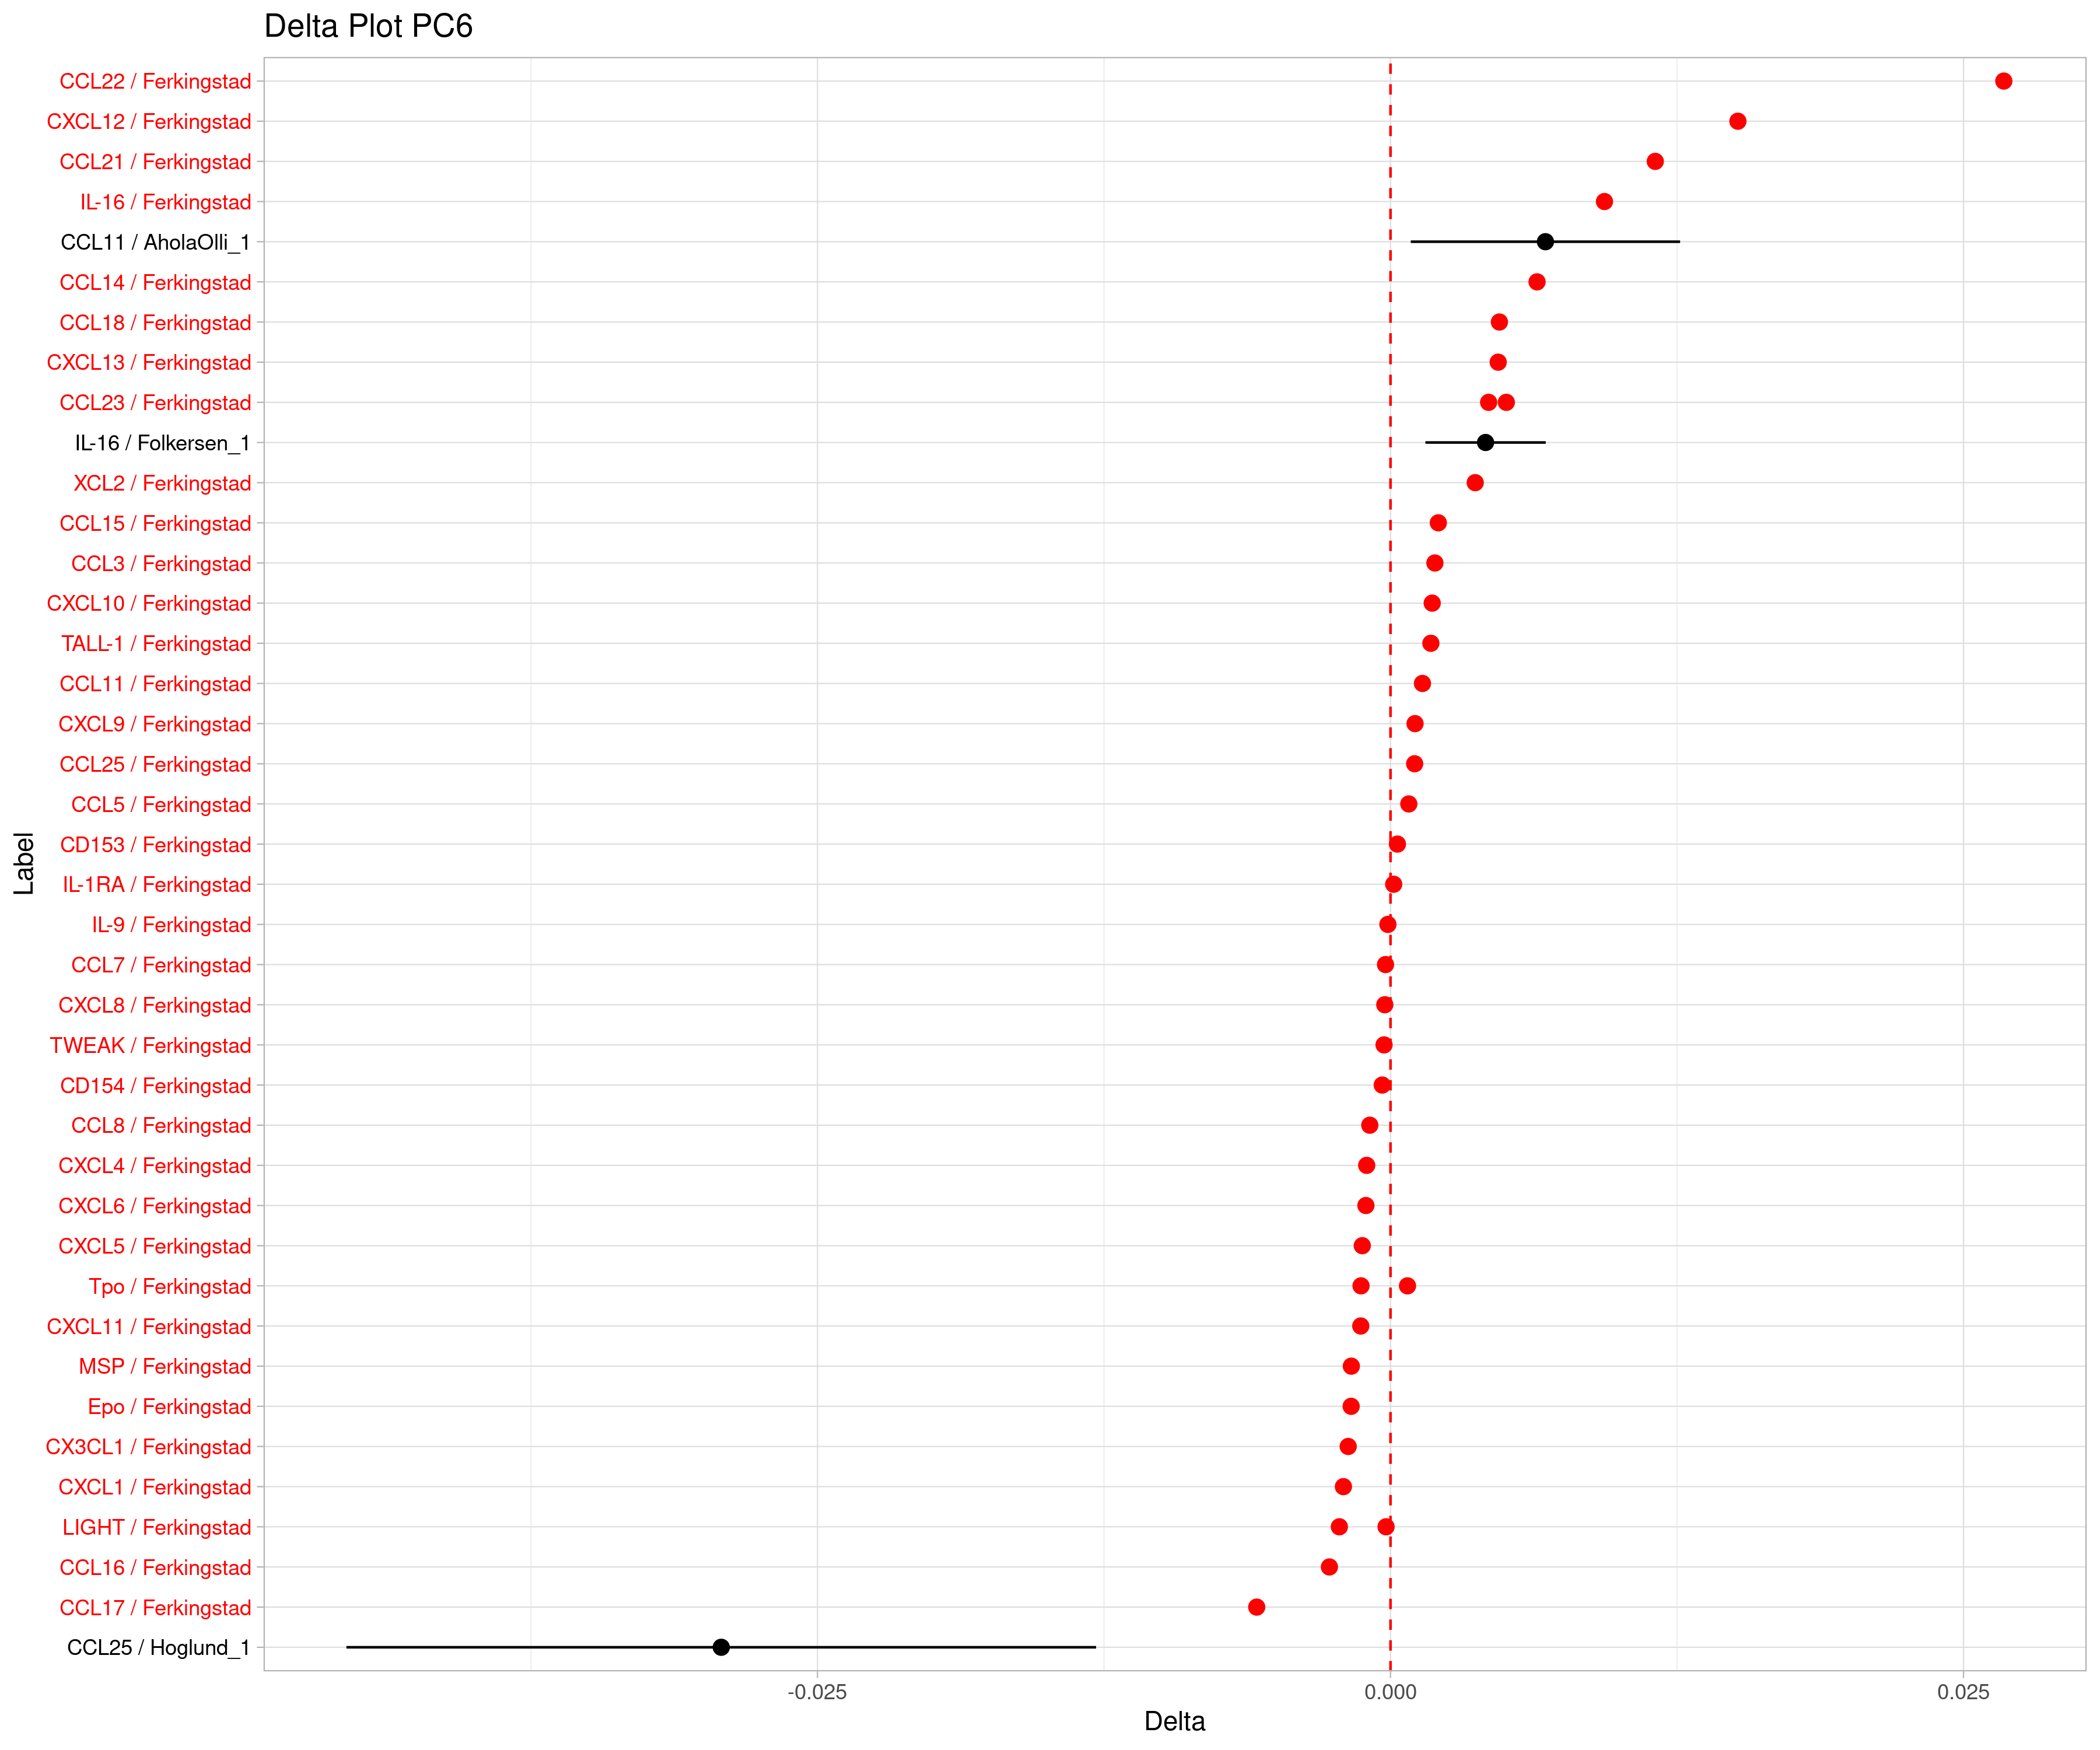 Delta Plot PC6
CCL22 / Ferkingstad
CXCL12 / Ferkingstad
CCL21 / Ferkingstad
IL-16 / Ferkingstad
CCL11 / AholaOlli_1
CCL14 / Ferkingstad
CCL18 / Ferkingstad
CXCL13 / Ferkingstad
CCL23 / Ferkingstad
IL-16 / Folkersen_1
XCL2 / Ferkingstad
CCL15 / Ferkingstad
CCL3 / Ferkingstad
CXCL10 / Ferkingstad
TALL-1 / Ferkingstad
CCL11 / Ferkingstad
CXCL9 / Ferkingstad
CCL25 / Ferkingstad
CCL5 / Ferkingstad
CD153 / Ferkingstad
IL-1RA / Ferkingstad
IL-9 / Ferkingstad
CCL7 / Ferkingstad
CXCL8 / Ferkingstad
TWEAK / Ferkingstad
CD154 / Ferkingstad
CCL8 / Ferkingstad
CXCL4 / Ferkingstad
CXCL6 / Ferkingstad
CXCL5 / Ferkingstad
Tpo / Ferkingstad
CXCL11 / Ferkingstad
MSP / Ferkingstad
Epo / Ferkingstad
CX3CL1 / Ferkingstad
CXCL1 / Ferkingstad
LIGHT / Ferkingstad
CCL16 / Ferkingstad
CCL17 / Ferkingstad
CCL25 / Hoglund_1
Label
-0.025 0.000 0.025
Delta